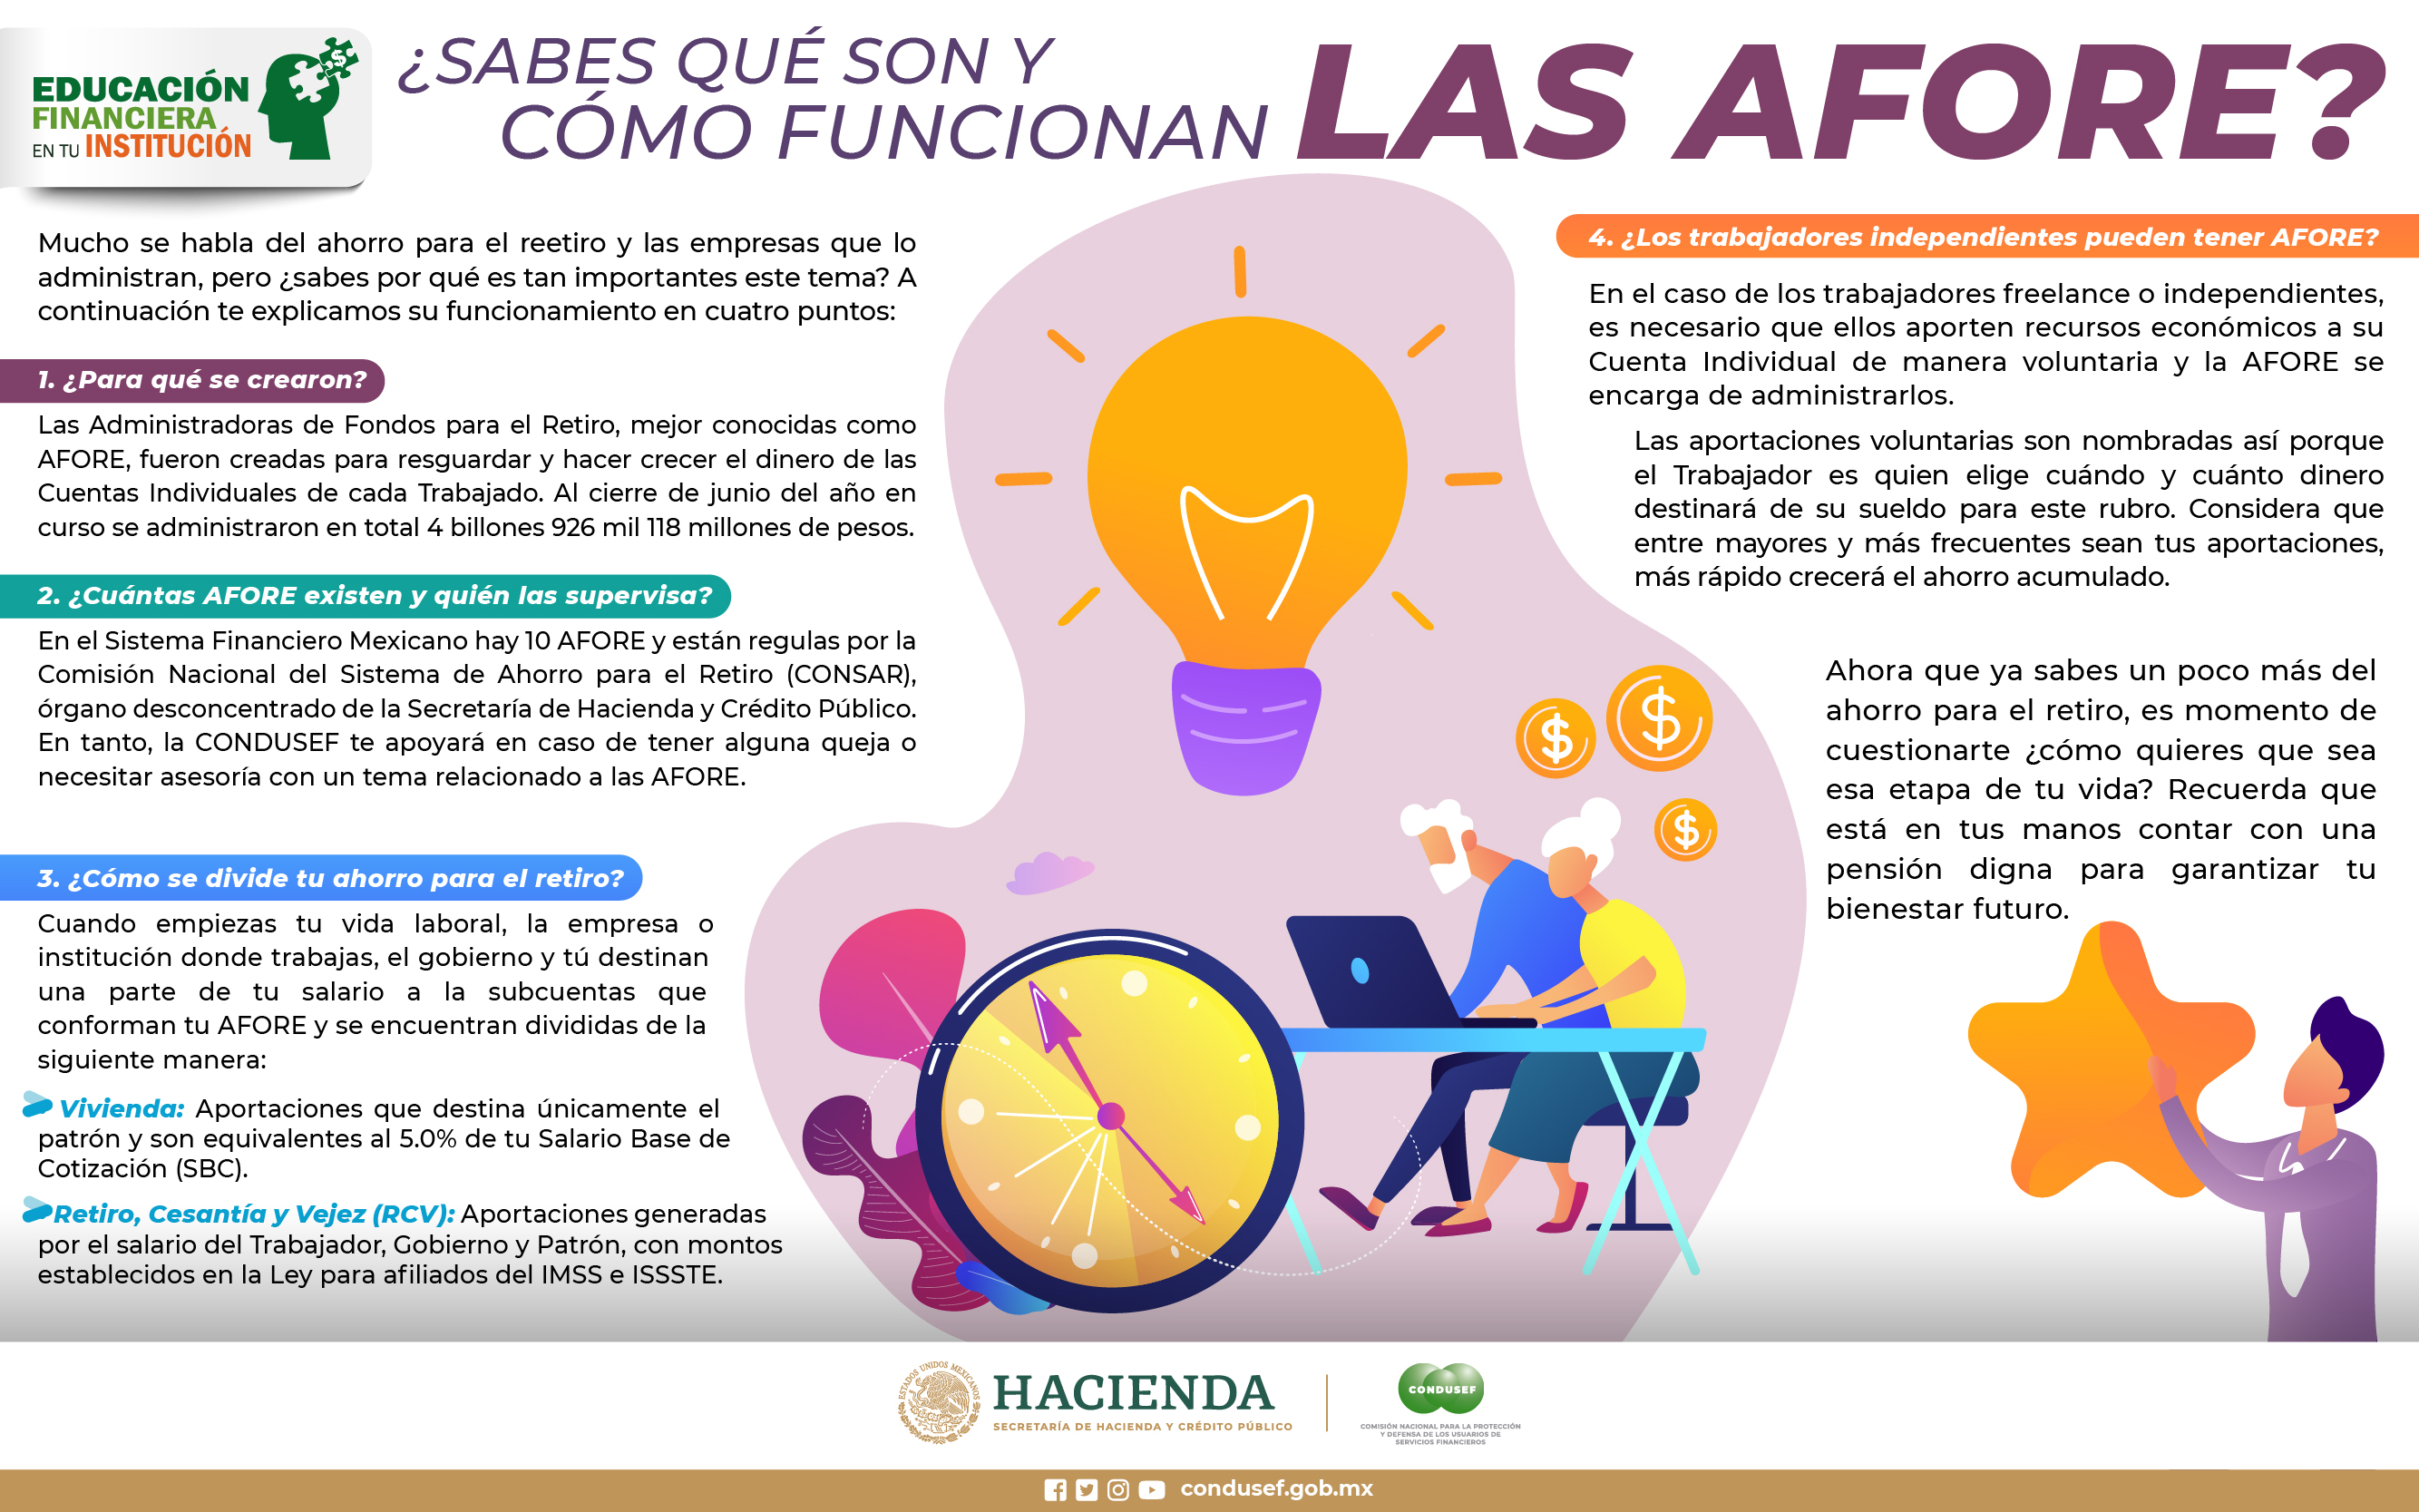 EDUCACIÓN
FINANCIERA
EN TU INSTITUCIÓN
$
¿SABES QUÉ SON Y
CÓMO FUNCIONAN LAS AFORE?
Mucho se habla del ahorro para el reetiro y las empresas que lo
administran, pero ¿sabes por qué es tan importantes este tema? A
continuación te explicamos su funcionamiento en cuatro puntos:
1. ¿Para qué se crearon?
Las Administradoras de Fondos para el Retiro, mejor conocidas como
AFORE, fueron creadas para resguardar y hacer crecer el dinero de las
Cuentas Individuales de cada Trabajado. Al cierre de junio del año en
curso se administraron en total 4 billones 926 mil 118 millones de pesos.
2. ¿Cuántas AFORE existen y quién las supervisa?
En el Sistema Financiero Mexicano hay 10 AFORE y están regulas por la
Comisión Nacional del Sistema de Ahorro para el Retiro (CONSAR),
órgano desconcentrado de la Secretaría de Hacienda y Crédito Público.
En tanto, la CONDUSEF te apoyará en caso de tener alguna queja o
necesitar asesoría con un tema relacionado a las AFORE.
3. ¿Cómo se divide tu ahorro para el retiro?
Cuando empiezas tu vida laboral, la empresa o
institución donde trabajas, el gobierno y tú destinan
una parte de tu salario a la subcuentas que
conforman tu AFORE y se encuentran divididas de la
siguiente manera:
Vivienda: Aportaciones que destina únicamente el
patrón y son equivalentes al 5.0% de tu Salario Base de
Cotización (SBC).
Retiro, Cesantía y Vejez (RCV): Aportaciones generadas
por el salario del Trabajador, Gobierno y Patrón, con montos
establecidos en la Ley para afiliados del IMSS e ISSSTE.
4. ¿Los trabajadores independientes pueden tener AFORE?
En el caso de los trabajadores freelance o independientes,
es necesario que ellos aporten recursos económicos a su
Cuenta Individual de manera voluntaria y la AFORE se
encarga de administrarlos.
Las aportaciones voluntarias son nombradas así porque
el Trabajador es quien elige cuándo y cuánto dinero
destinará de su sueldo para este rubro. Considera que
entre mayores y más frecuentes sean tus aportaciones,
más rápido crecerá el ahorro acumulado.
$ $
$
Ahora que ya sabes un poco más del
ahorro para el retiro, es momento de
cuestionarte ¿cómo quieres que sea
esa etapa de tu vida? Recuerda que
está en tus manos contar con una
pensión digna para garantizar tu
bienestar futuro.
ESTADOS UNIDOS MEXICANOS
HACIENDA
SECRETARÍA DE HACIENDA Y CRÉDITO PÚBLICO
CONDUSEF
COMISIÓN NACIONAL PARA LA PROTECCIÓN
Y DEFENSA DE LOS USUARIOS DE
SERVICIOS FINANCIEROS
condusef.gob.mx